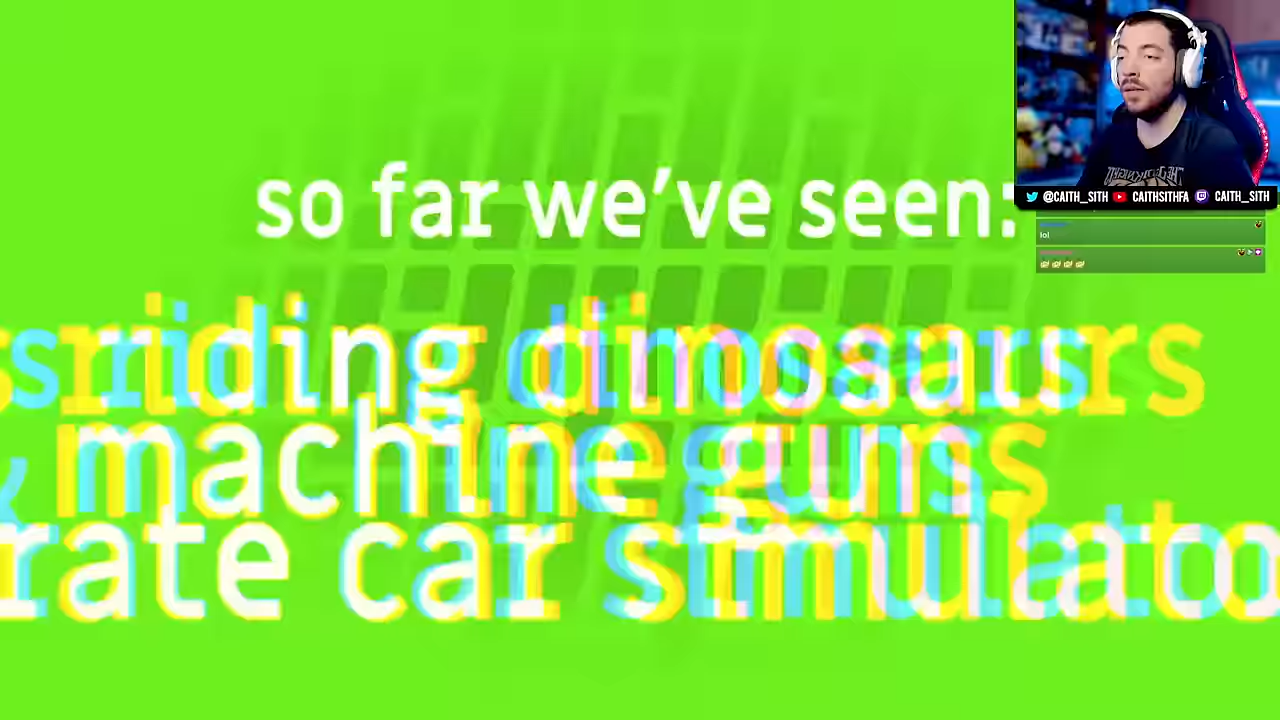 so far we've seen:
riding dinosaurs
machine guns
rate car simulato
@CAITH_SITH CAITHSITHFA CAITH_SITH
lol